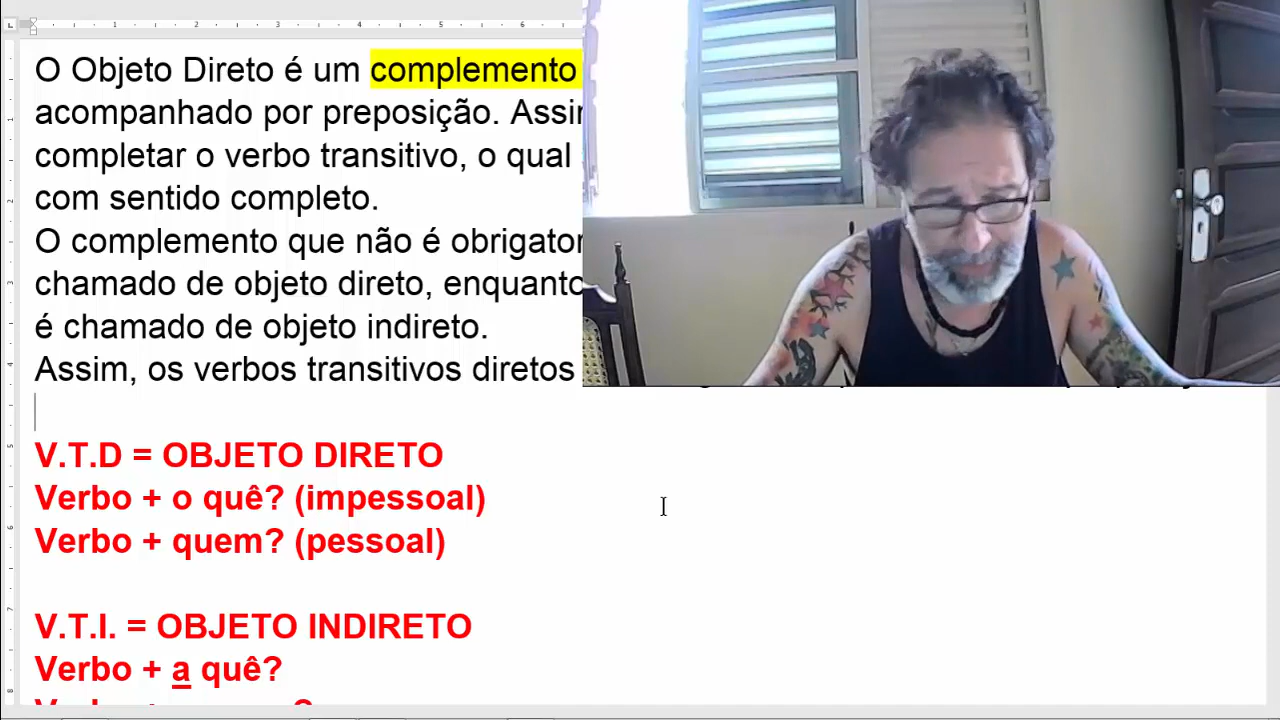 O Objeto Direto é um complemento
acompanhado por preposição.
completar o verbo transitivo, o qual
com sentido completo.
O complemento que não é
chamado de objeto direto, enquanto
é chamado de objeto indireto.
Assim, os verbos transitivos diretos
V.T.D = OBJETO DIRETO
Verbo + o quê? (impessoal)
Verbo + quem? (pessoal)
V.T.I. = OBJETO INDIRETO
Verbo + a quê?